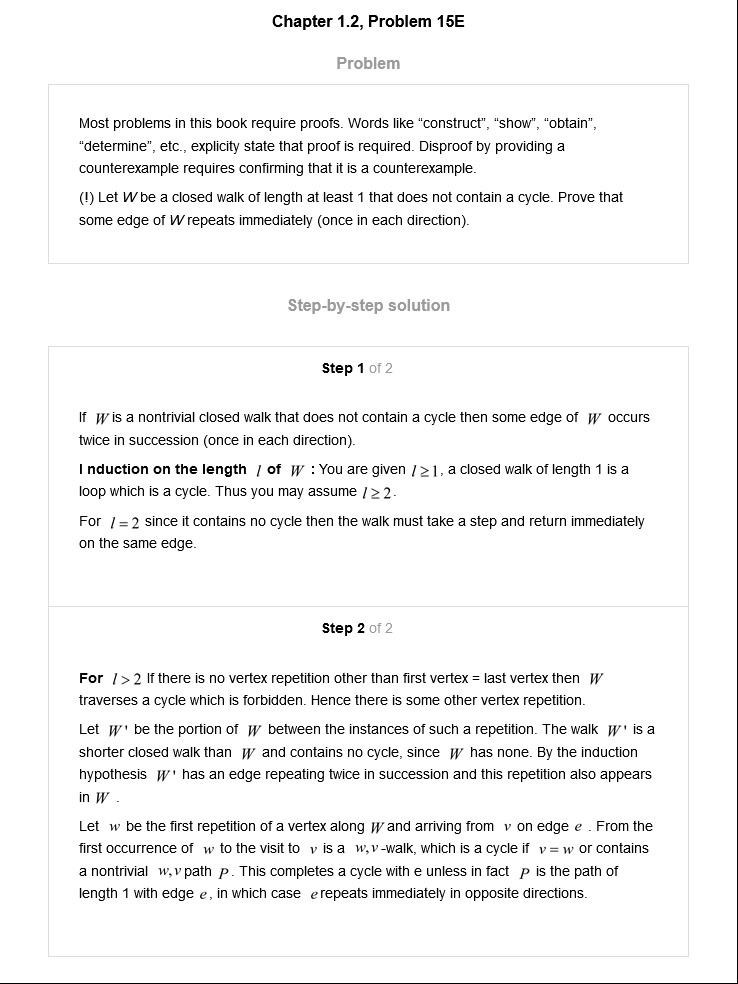 Chapter 1.2, Problem 15E
Problem
Most problems in this book require proofs. Words like “construct”, “show”, “obtain”,
“determine”, etc., explicity state that proof is required. Disproof by providing a
counterexample requires confirming that it is a counterexample.
(!) Let W be a closed walk of length at least 1 that does not contain a cycle. Prove that
some edge of W repeats immediately (once in each direction).
Step-by-step solution
Step 1 of 2
If W is a nontrivial closed walk that does not contain a cycle then some edge of W occurs
twice in succession (once in each direction).
I nduction on the length l of W : You are given l ≥ 1, a closed walk of length 1 is a
loop which is a cycle. Thus you may assume l ≥ 2.
For l = 2 since it contains no cycle then the walk must take a step and return immediately
on the same edge.
Step 2 of 2
For l > 2 If there is no vertex repetition other than first vertex = last vertex then W
traverses a cycle which is forbidden. Hence there is some other vertex repetition.
Let W' be the portion of W between the instances of such a repetition. The walk W' is a
shorter closed walk than W and contains no cycle, since W has none. By the induction
hypothesis W' has an edge repeating twice in succession and this repetition also appears
in W .
Let w be the first repetition of a vertex along W and arriving from v on edge e . From the
first occurrence of w to the visit to v is a w,v-walk, which is a cycle if v = w or contains
a nontrivial w,v path P. This completes a cycle with e unless in fact P is the path of
length 1 with edge e, in which case e repeats immediately in opposite directions.